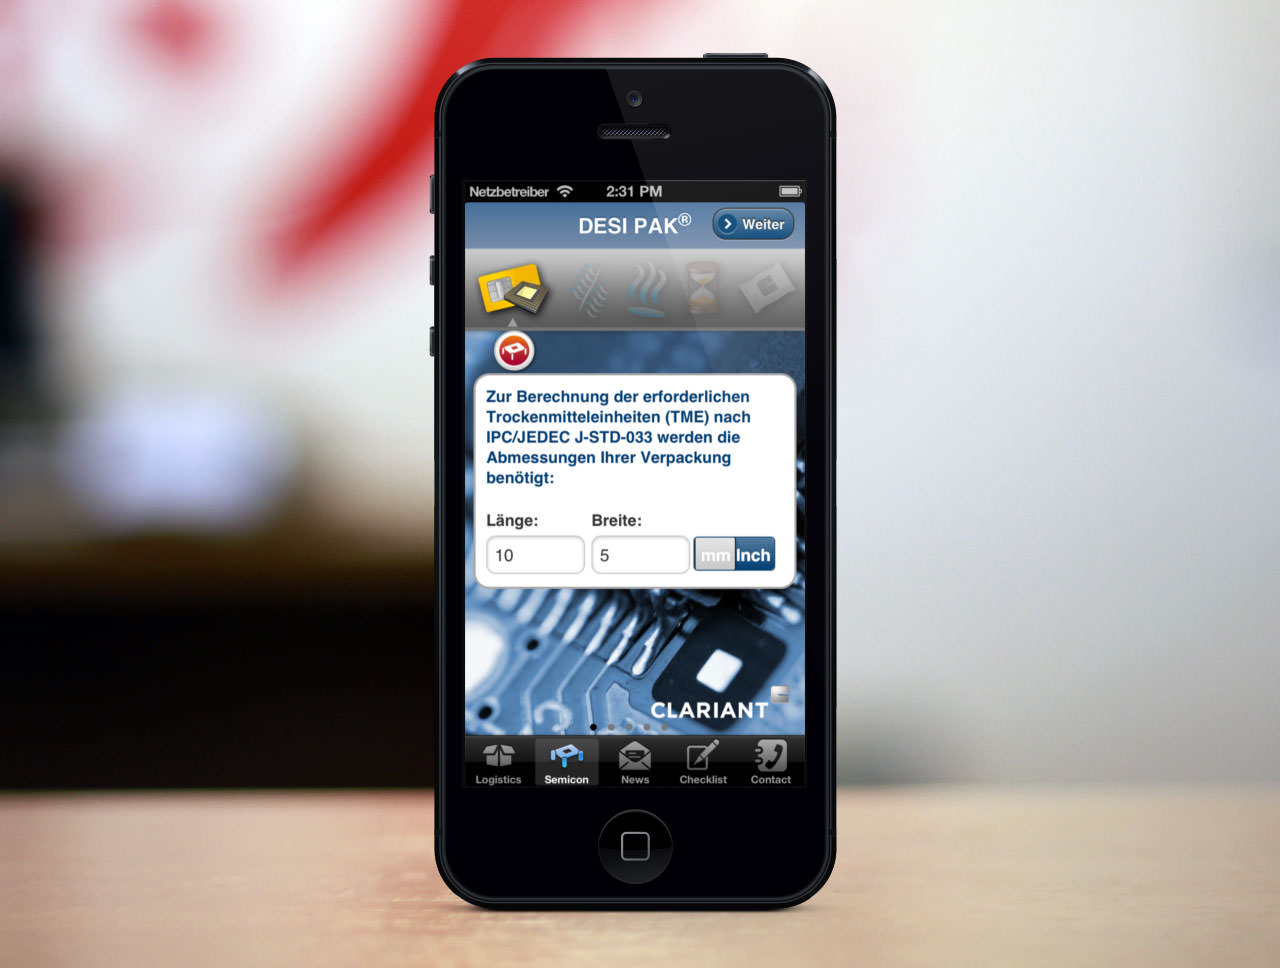 Netzbetreiber 2:31 PM
DESI PAK® Weiter
Zur Berechnung der erforderlichen
Trockenmitteleinheiten (TME) nach
IPC/JEDEC J-STD-033 werden die
Abmessungen Ihrer Verpackung
benötigt:
Länge: Breite:
10 5 mm Inch
CLARIANT
Logistics Semicon News Checklist Contact